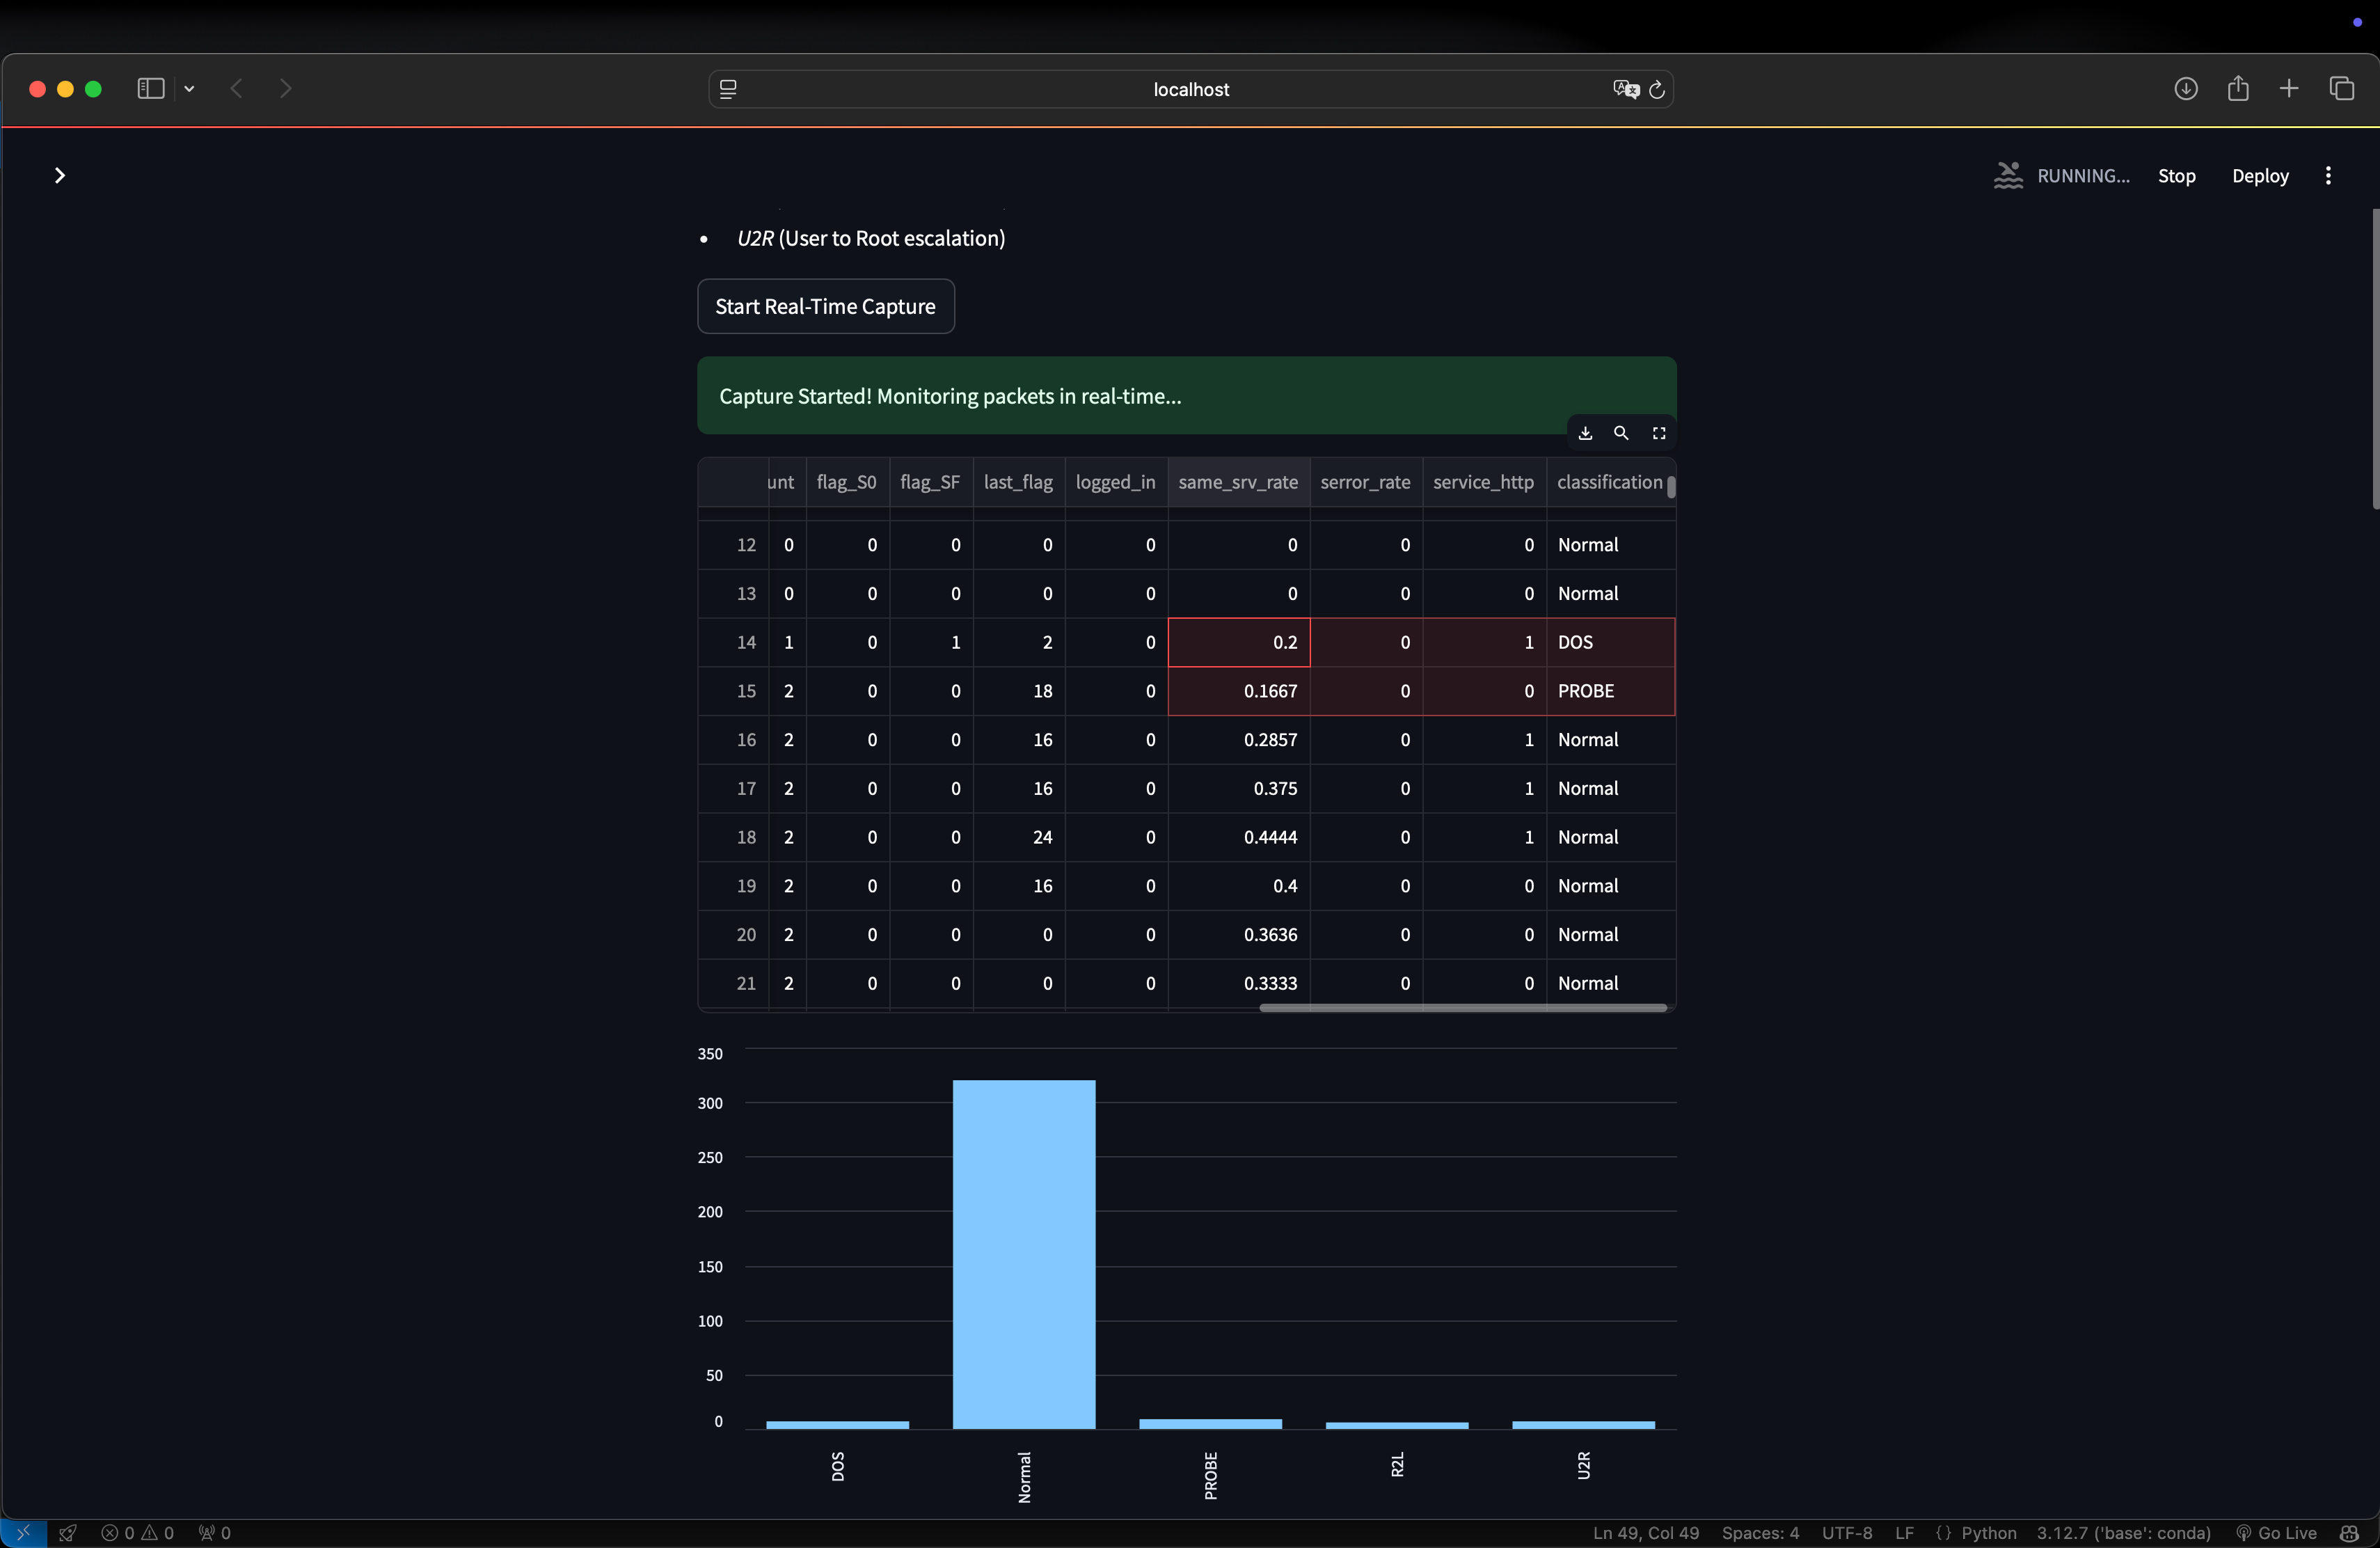 localhost
RUNNING... Stop Deploy
• U2R (User to Root escalation)
Start Real-Time Capture
Capture Started! Monitoring packets in real-time...
unt flag_S0 flag_SF last_flag logged_in same_srv_rate serror_rate service_http classification
12 0 0 0 0 0 0 0 0 Normal
13 0 0 0 0 0 0 0 0 Normal
14 1 0 1 2 0 0.2 0 1 DOS
15 2 0 0 18 0 0.1667 0 0 PROBE
16 2 0 0 16 0 0.2857 0 1 Normal
17 2 0 0 16 0 0.375 0 1 Normal
18 2 0 0 24 0 0.4444 0 1 Normal
19 2 0 0 16 0 0.4 0 0 Normal
20 2 0 0 0 0 0.3636 0 0 Normal
21 2 0 0 0 0 0.3333 0 0 Normal
350
300
250
200
150
100
50
0
DOS Normal PROBE R2L U2R
0 0 0 Ln 49, Col 49 Spaces: 4 UTF-8 LF {} Python 3.12.7 ('base': conda) Go Live